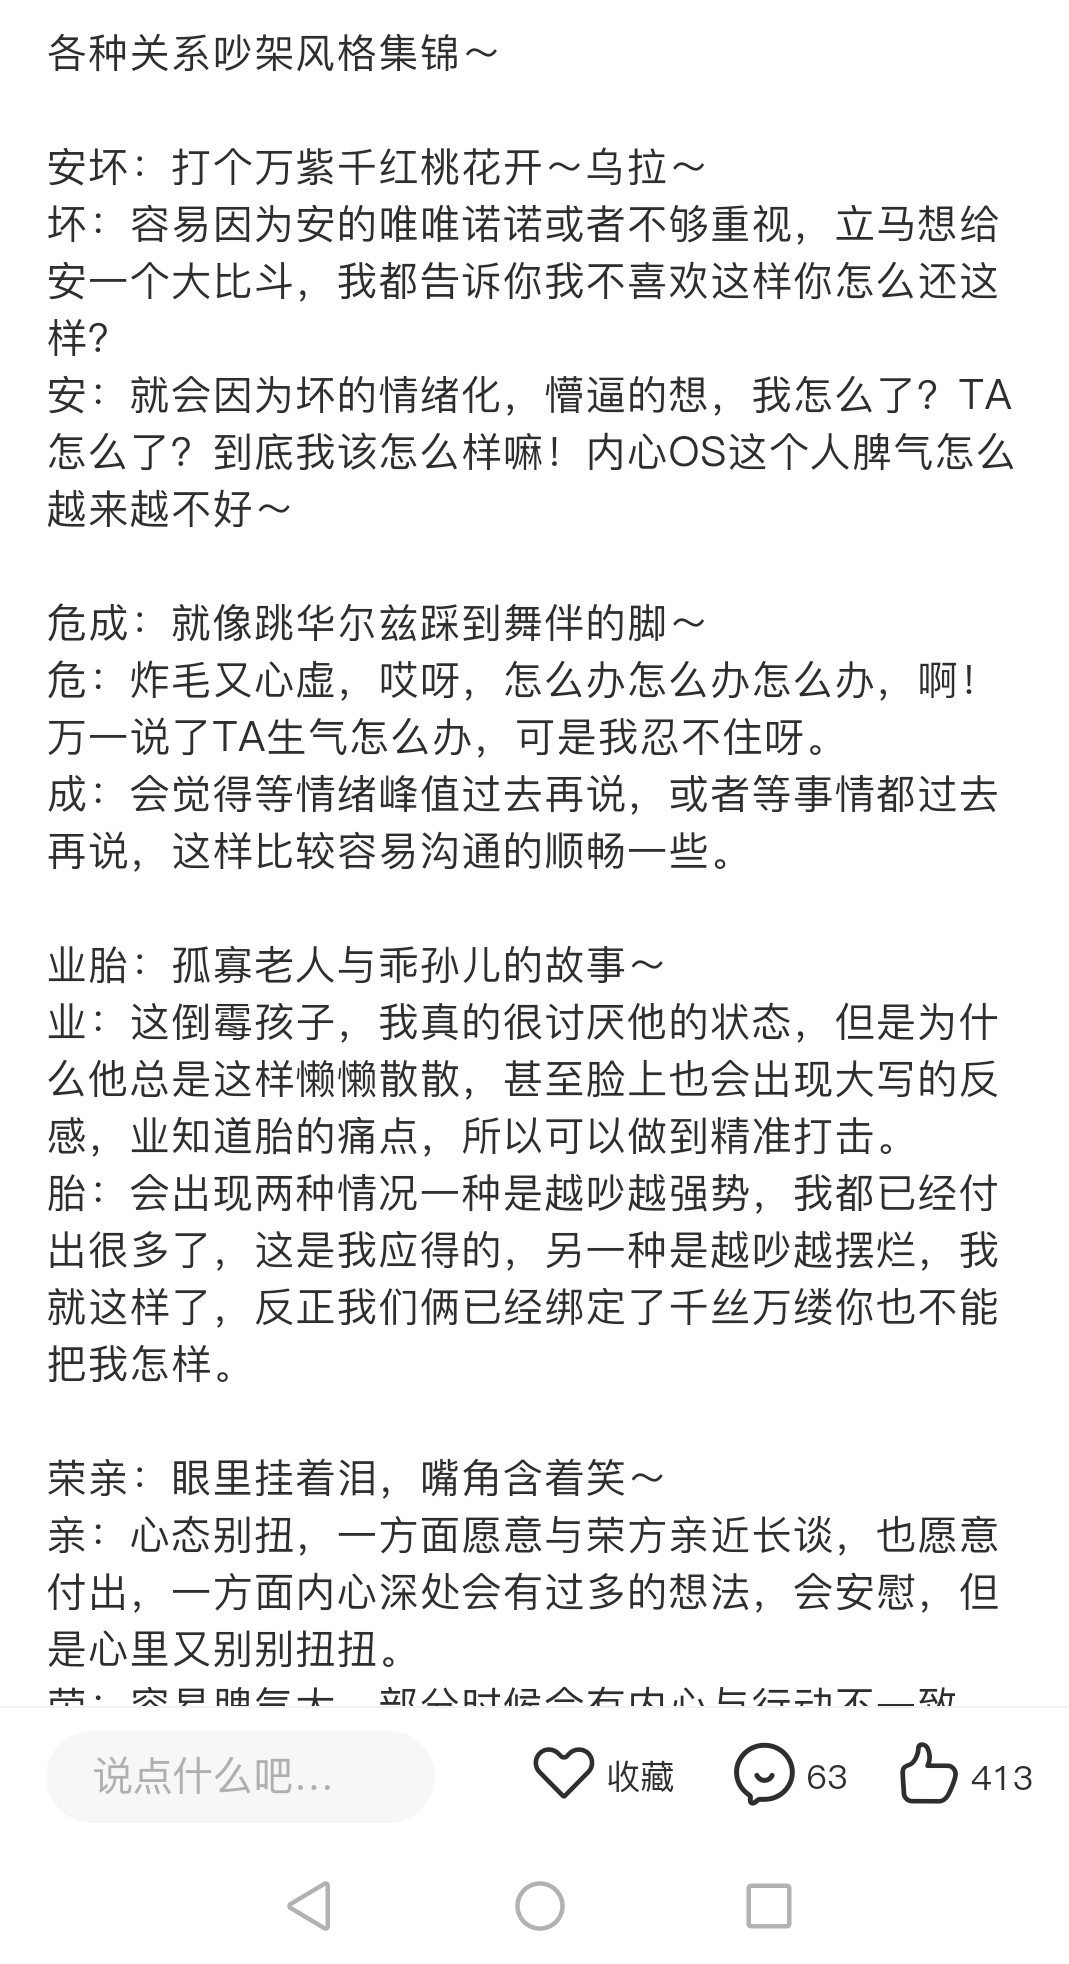 各种关系吵架风格集锦～
安坏：打个万紫千红桃花开～乌拉～
坏：容易因为安的唯唯诺诺或者不够重视，立马想给
安一个大比斗，我都告诉你我不喜欢这样你怎么还这
样？
安：就会因为坏的情绪化，懵逼的想，我怎么了？TA
怎么了？到底我该怎么样嘛！内心OS这个人脾气怎么
越来越不好～
危成：就像跳华尔兹踩到舞伴的脚～
危：炸毛又心虚，哎呀，怎么办怎么办怎么办，啊！
万一说了TA生气怎么办，可是我忍不住呀。
成：会觉得等情绪峰值过去再说，或者等事情都过去
再说，这样比较容易沟通的顺畅一些。
业胎：孤寡老人与乖孙儿的故事～
业：这倒霉孩子，我真的很讨厌他的状态，但是为什
么他总是这样懒懒散散，甚至脸上也会出现大写的反
感，业知道胎的痛点，所以可以做到精准打击。
胎：会出现两种情况一种是越吵越强势，我都已经付
出很多了，这是我应得的，另一种是越吵越摆烂，我
就这样了，反正我们俩已经绑定了千丝万缕你也不能
把我怎样。
荣亲：眼里挂着泪，嘴角含着笑～
亲：心态别扭，一方面愿意与荣方亲近长谈，也愿意
付出，一方面内心深处会有过多的想法，会安慰，但
是心里又别别扭扭。
荣：容易脾气大，部分时候会有内心与行动不一致，
说点什么吧... 收藏 63 413